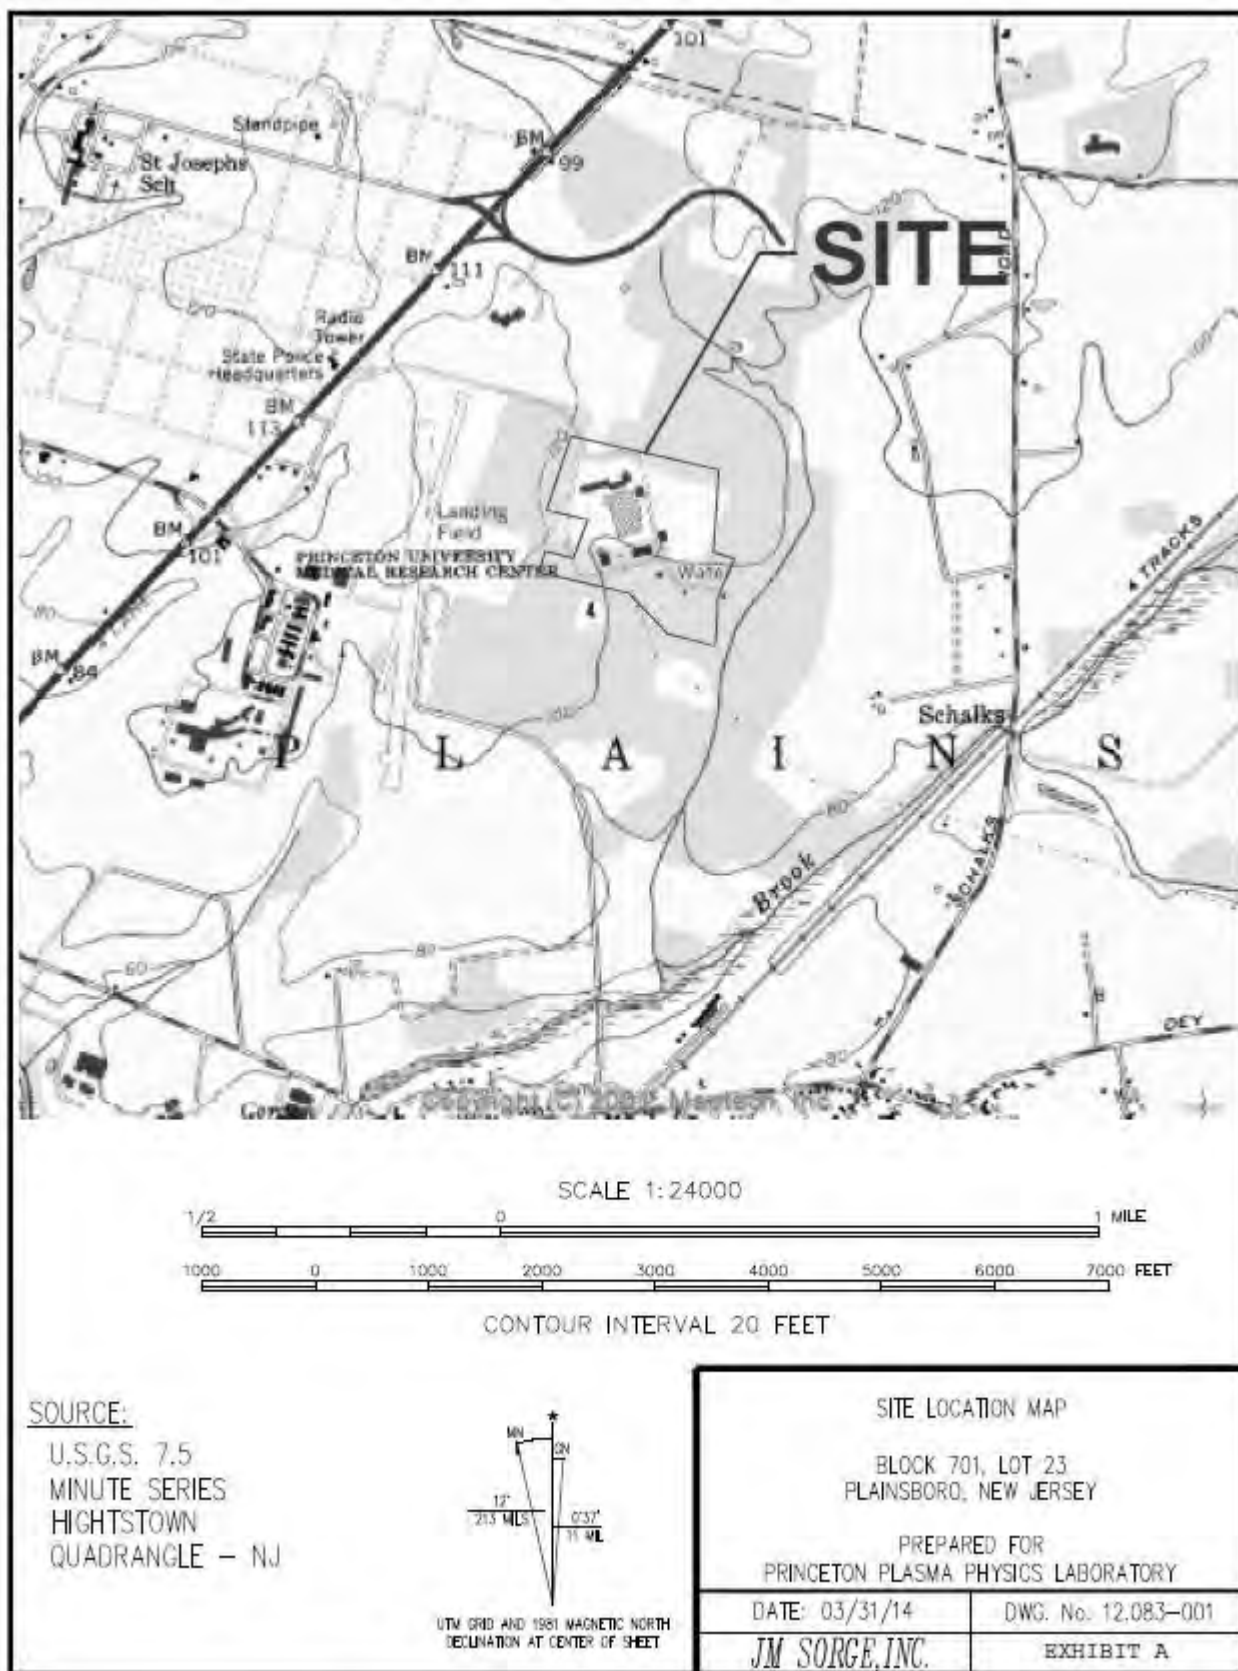 101
Standpipe
BM
99
St Josephs
Sch
120
SITE
BM
111
Radio
Tower
State Police
Headquarters
100
BM
113
Landing
Field
BM
101
PRINCETON UNIVERSITY
MEDICAL RESEARCH CENTER
Wate
4 TRACKS
80
BM
84
Schalks
P L A I N S
80
SCHALKS
Brook
80
60
DEY
80
SCALE 1:24000
1/2 0 1 MILE
1000 0 1000 2000 3000 4000 5000 6000 7000 FEET
CONTOUR INTERVAL 20 FEET
SOURCE:
U.S.G.S. 7.5
MINUTE SERIES
HIGHTSTOWN
QUADRANGLE - NJ
MN
GN
12°
213 MILS
0°37'
11 MIL
UTM GRID AND 1981 MAGNETIC NORTH
DECLINATION AT CENTER OF SHEET
SITE LOCATION MAP
BLOCK 701, LOT 23
PLAINSBORO, NEW JERSEY
PREPARED FOR
PRINCETON PLASMA PHYSICS LABORATORY
DATE: 03/31/14
DWG. No. 12.083-001
JM SORGE, INC.
EXHIBIT A